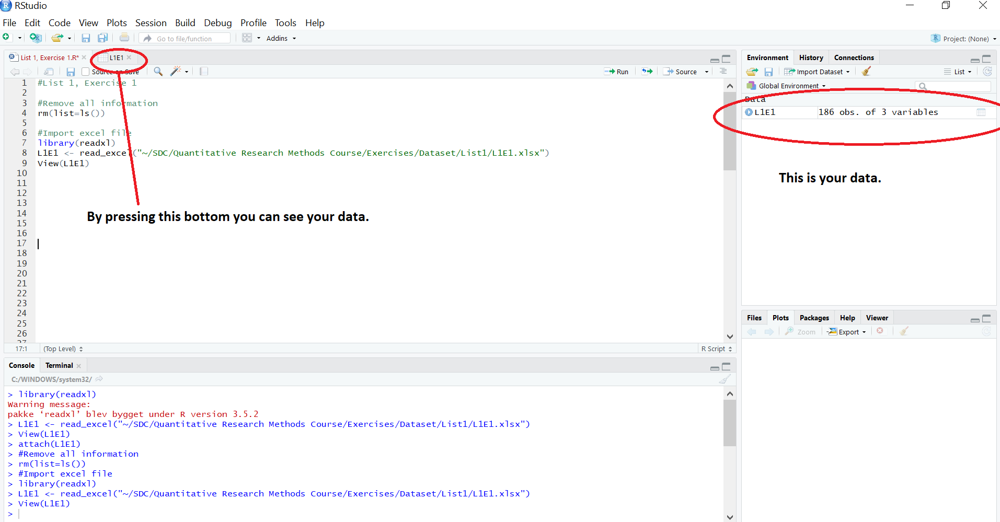 RStudio
File Edit Code View Plots Session Build Debug Profile Tools Help
Go to file/function Addins Project: (None)
List 1, Exercise 1.R* L1E1
Source on Save Run Source
1 #List 1, Exercise 1
2
3 #Remove all information
4 rm(list=ls())
5
6 #Import excel file
7 library(readxl)
8 L1E1 <- read_excel("~/SDC/Quantitative Research Methods Course/Exercises/Dataset/List1/L1E1.xlsx")
9 View(L1E1)
10
11
12
13
14
By pressing this bottom you can see your data.
15
16
17
18
19
20
21
22
23
24
25
26
27
17:1 (Top Level) R Script
Console Terminal
C:/WINDOWS/system32/
> library(readxl)
Warning message:
pakke ‘readxl’ blev bygget under R version 3.5.2
> L1E1 <- read_excel("~/SDC/Quantitative Research Methods Course/Exercises/Dataset/List1/L1E1.xlsx")
> View(L1E1)
> attach(L1E1)
> #Remove all information
> rm(list=ls())
> #Import excel file
> library(readxl)
> L1E1 <- read_excel("~/SDC/Quantitative Research Methods Course/Exercises/Dataset/List1/L1E1.xlsx")
> View(L1E1)
>
Environment History Connections
Import Dataset List
Global Environment
Data
L1E1 186 obs. of 3 variables
This is your data.
Files Plots Packages Help Viewer
Zoom Export